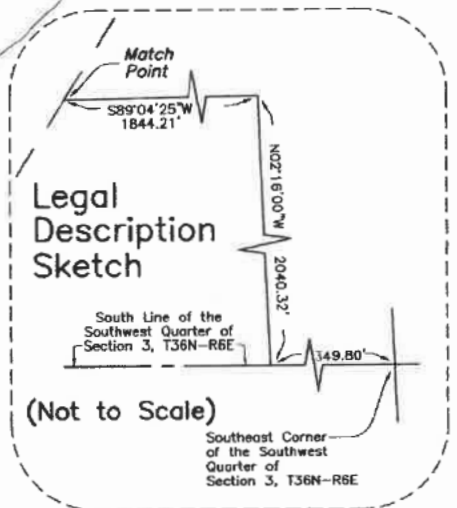 Match
Point
S89°04'25"W
1844.21'
N02°16'00"W 2040.32'
Legal
Description
Sketch
South Line of the
Southwest Quarter of
Section 3, T36N-R6E
349.80'
(Not to Scale)
Southeast Corner
of the Southwest
Quarter of
Section 3, T36N-R6E